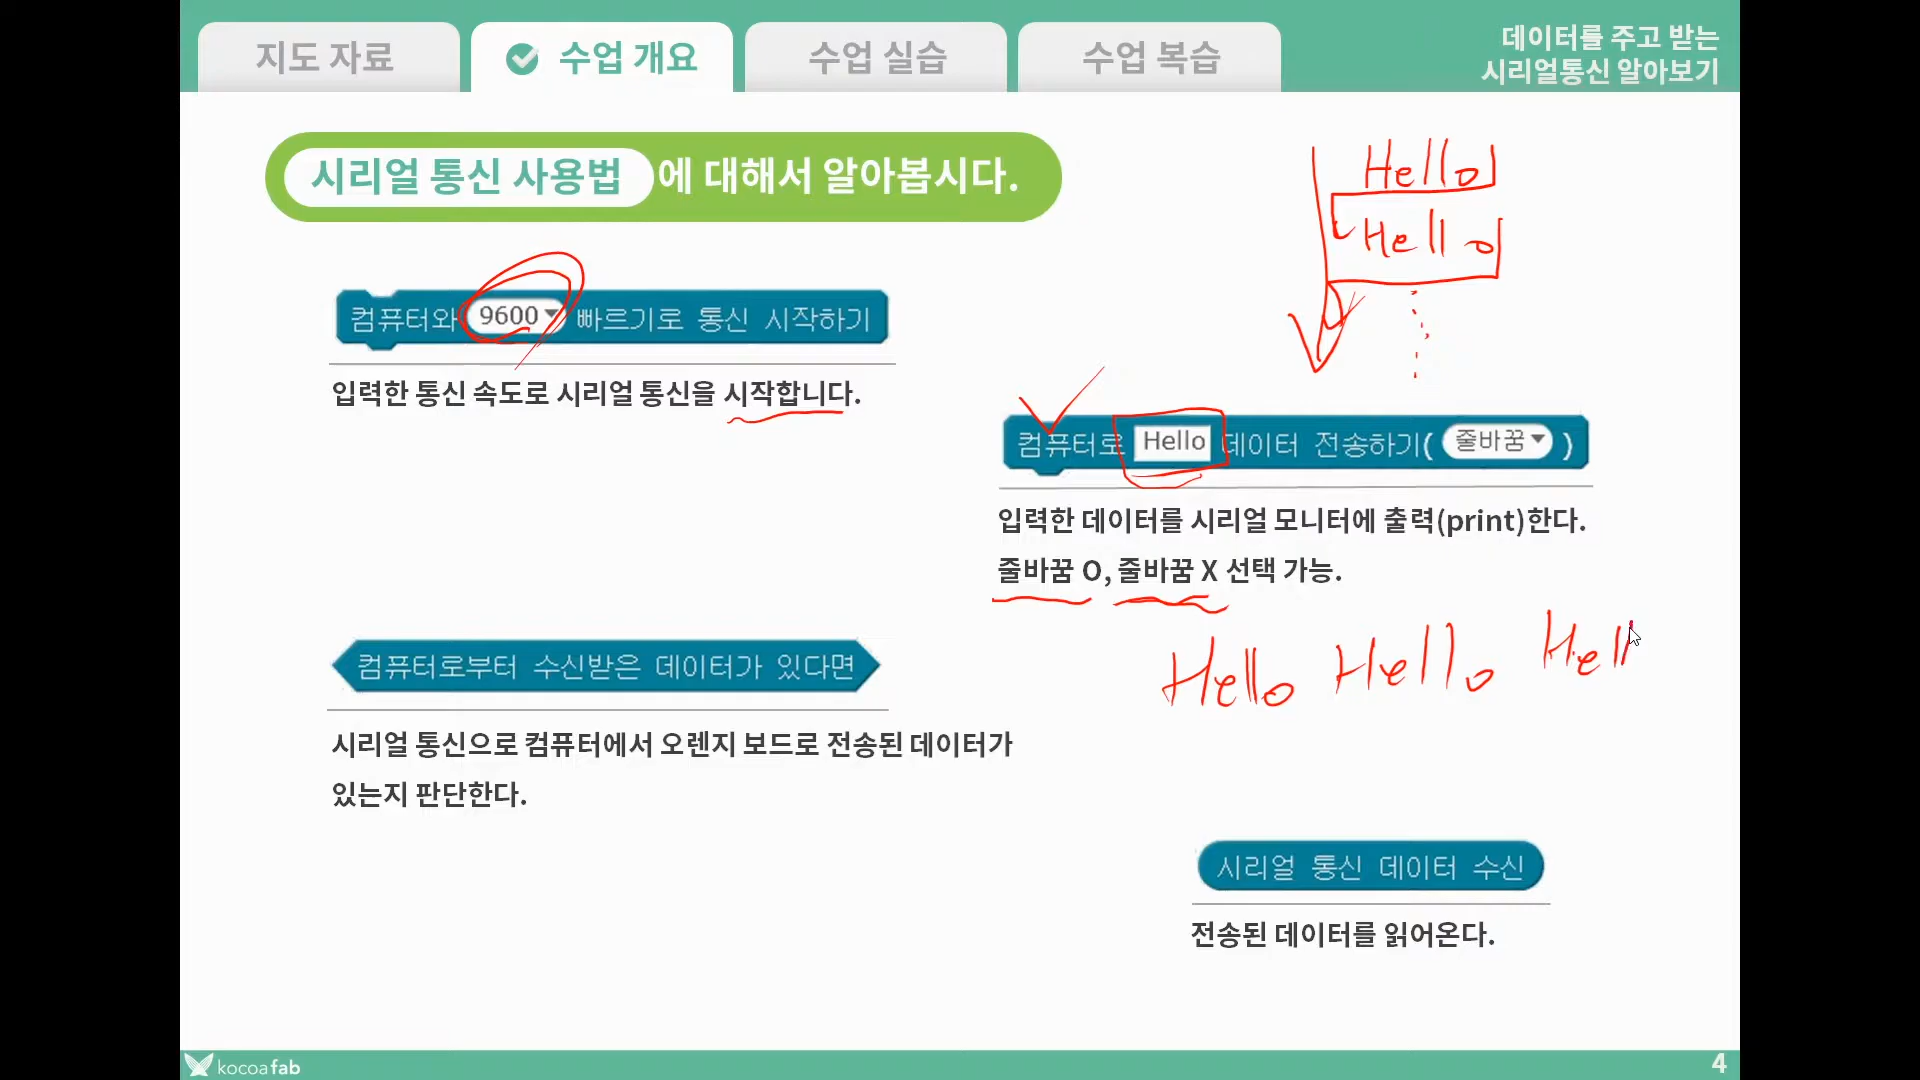 지도 자료
수업 개요
수업 실습
수업 복습
데이터를 주고 받는
시리얼통신 알아보기
시리얼 통신 사용법에 대해서 알아봅시다.
Hello
Hello
컴퓨터와 9600 빠르기로 통신 시작하기
입력한 통신 속도로 시리얼 통신을 시작합니다.
컴퓨터로 Hello 데이터 전송하기( 줄바꿈 )
입력한 데이터를 시리얼 모니터에 출력(print)한다.
줄바꿈 O, 줄바꿈 X 선택 가능.
Hello Hello Hell
컴퓨터로부터 수신받은 데이터가 있다면
시리얼 통신으로 컴퓨터에서 오렌지 보드로 전송된 데이터가
있는지 판단한다.
시리얼 통신 데이터 수신
전송된 데이터를 읽어온다.
kocoafab
4